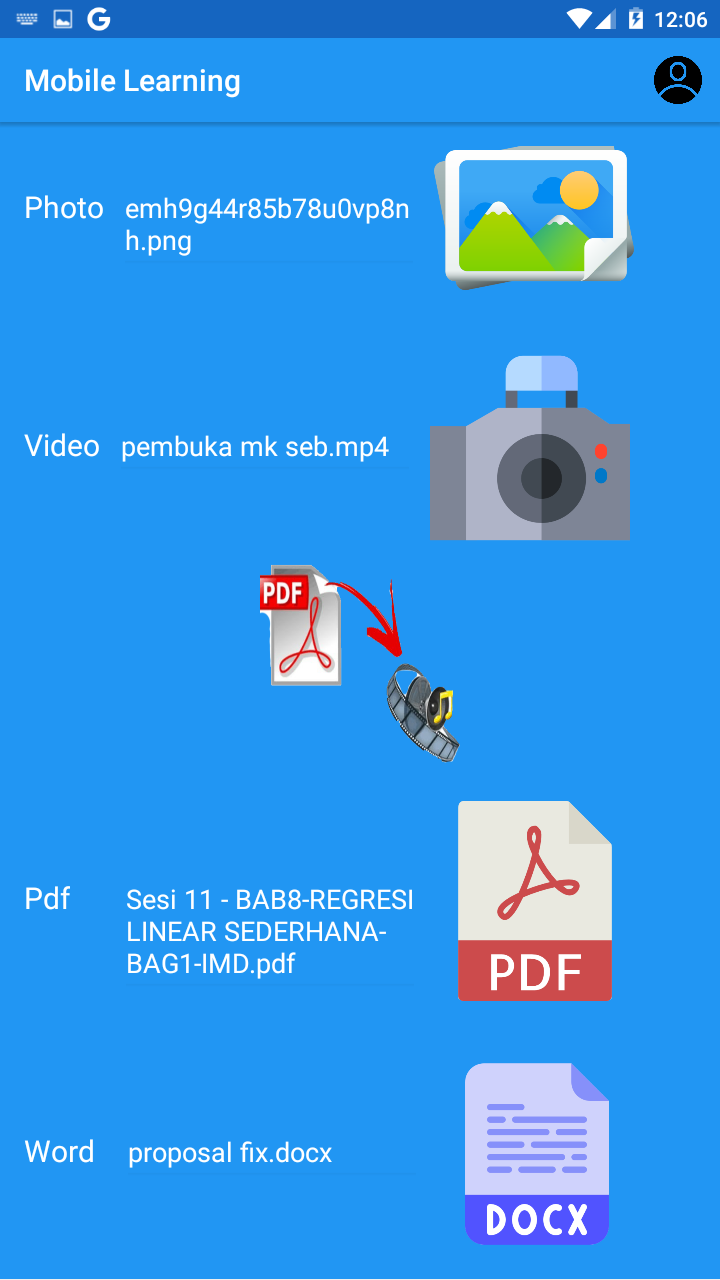 12:06
Mobile Learning
Photo
emh9g44r85b78u0vp8n
h.png
Video
pembuka mk seb.mp4
PDF
Pdf
Sesi 11 - BAB8-REGRESI
LINEAR SEDERHANA-
BAG1-IMD.pdf
PDF
Word
proposal fix.docx
DOCX